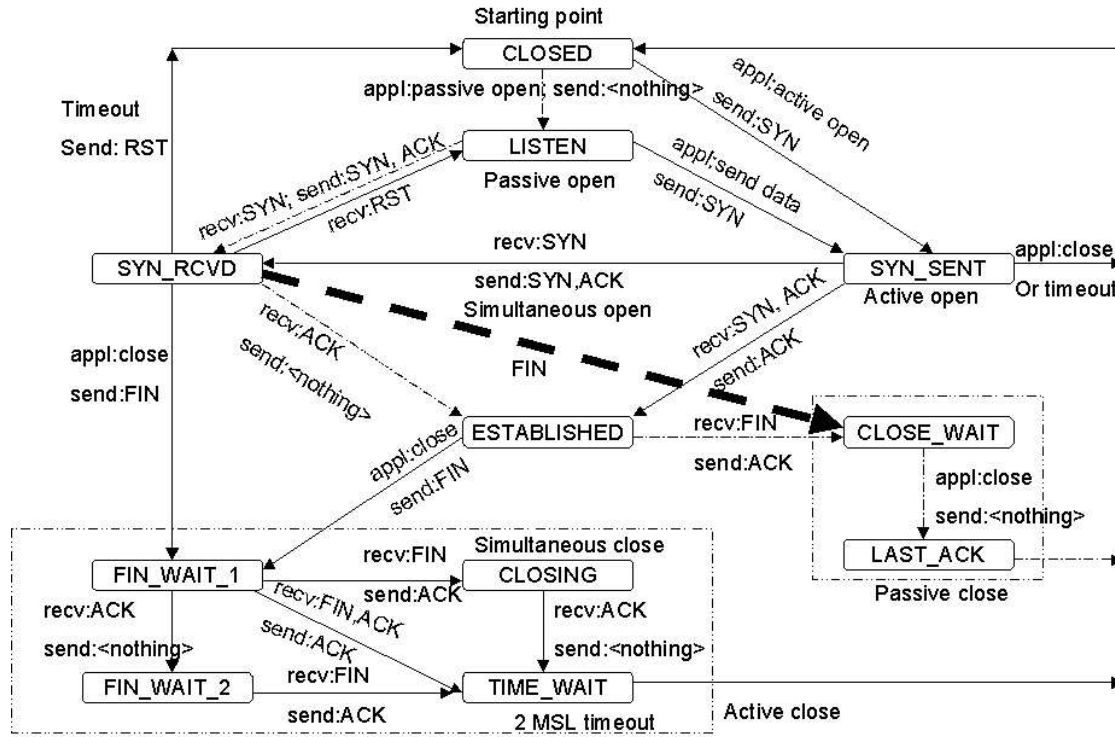 Starting point
CLOSED
appl:passive open; send:<nothing>
appl:active open
send;SYN
Timeout
Send: RST
LISTEN
Passive open
appl:send data
send;SYN
recv:SYN; send:SYN, ACK
recv:RST
SYN_RCVD
recv:SYN
send:SYN,ACK
Simultaneous open
SYN_SENT
Active open
appl:close
Or timeout
recv;ACK
send;<nothing>
FIN
recv:SYN, ACK
send:ACK
appl:close
send:FIN
ESTABLISHED
recv:FIN
send:ACK
CLOSE_WAIT
appl:close
send:FIN
appl:close
send:<nothing>
LAST_ACK
Passive close
FIN_WAIT_1
recv:FIN
send:ACK
Simultaneous close
CLOSING
recv:ACK
send:<nothing>
recv:FIN,ACK
send:ACK
recv:ACK
send:<nothing>
FIN_WAIT_2
recv:FIN
send:ACK
TIME_WAIT
2 MSL timeout
Active close